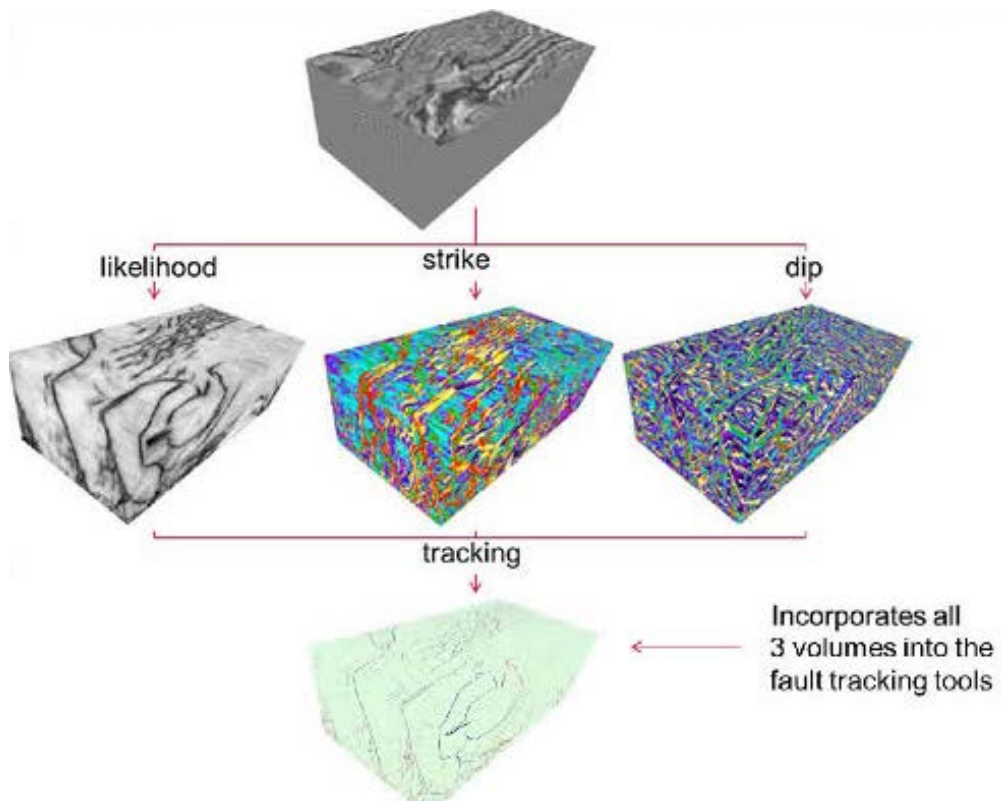 likelihood
strike
dip
tracking
Incorporates all
3 volumes into the
fault tracking tools